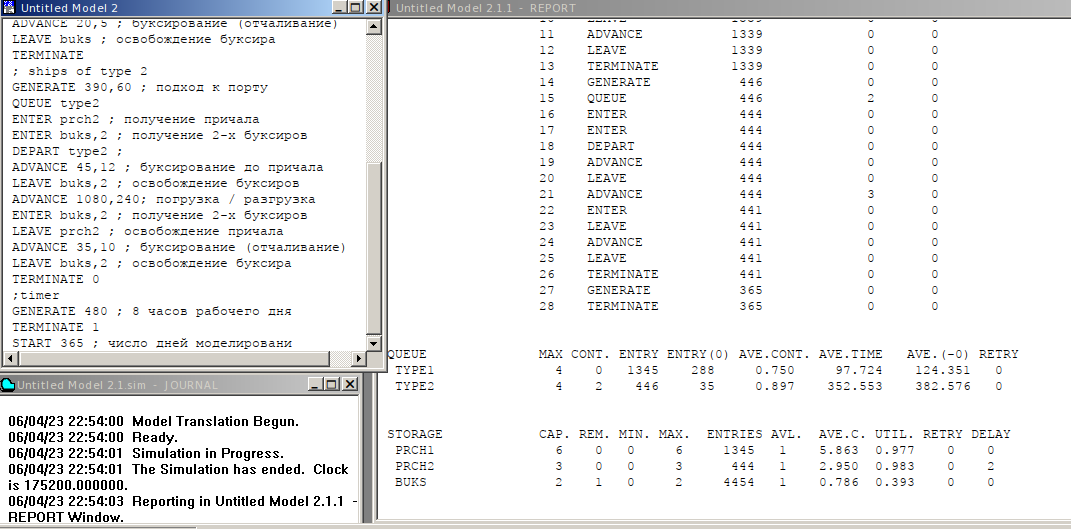 Untitled Model 2
ADVANCE 20,5 ; буксирование (отчаливание)
LEAVE buks ; освобождение буксира
TERMINATE
; ships of type 2
GENERATE 390,60 ; подход к порту
QUEUE type2
ENTER prch2 ; получение причала
ENTER buks,2 ; получение 2-х буксиров
DEPART type2 ;
ADVANCE 45,12 ; буксирование до причала
LEAVE buks,2 ; освобождение буксиров
ADVANCE 1080,240; погрузка / разгрузка
ENTER buks,2 ; получение 2-х буксиров
LEAVE prch2 ; освобождение причала
ADVANCE 35,10 ; буксирование (отчаливание)
LEAVE buks,2 ; освобождение буксира
TERMINATE 0
;timer
GENERATE 480 ; 8 часов рабочего дня
TERMINATE 1
START 365 ; число дней моделировани
Untitled Model 2.1.sim - JOURNAL
06/04/23 22:54:00 Model Translation Begun.
06/04/23 22:54:00 Ready.
06/04/23 22:54:01 Simulation in Progress.
06/04/23 22:54:01 The Simulation has ended. Clock
is 175200.000000.
06/04/23 22:54:03 Reporting in Untitled Model 2.1.1 -
REPORT Window.
Untitled Model 2.1.1 - REPORT
10 LEAVE 1339 0 0
11 ADVANCE 1339 0 0
12 LEAVE 1339 0 0
13 TERMINATE 1339 0 0
14 GENERATE 446 0 0
15 QUEUE 446 2 0
16 ENTER 444 0 0
17 ENTER 444 0 0
18 DEPART 444 0 0
19 ADVANCE 444 0 0
20 LEAVE 444 0 0
21 ADVANCE 444 3 0
22 ENTER 441 0 0
23 LEAVE 441 0 0
24 ADVANCE 441 0 0
25 LEAVE 441 0 0
26 TERMINATE 441 0 0
27 GENERATE 365 0 0
28 TERMINATE 365 0 0
QUEUE MAX CONT. ENTRY ENTRY(0) AVE.CONT. AVE.TIME AVE.(-0) RETRY
TYPE1 4 0 1345 288 0.750 97.724 124.351 0
TYPE2 4 2 446 35 0.897 352.553 382.576 0
STORAGE CAP. REM. MIN. MAX. ENTRIES AVL. AVE.C. UTIL. RETRY DELAY
PRCH1 6 0 0 6 1345 1 5.863 0.977 0 0
PRCH2 3 0 0 3 444 1 2.950 0.983 0 2
BUKS 2 1 0 2 4454 1 0.786 0.393 0 0